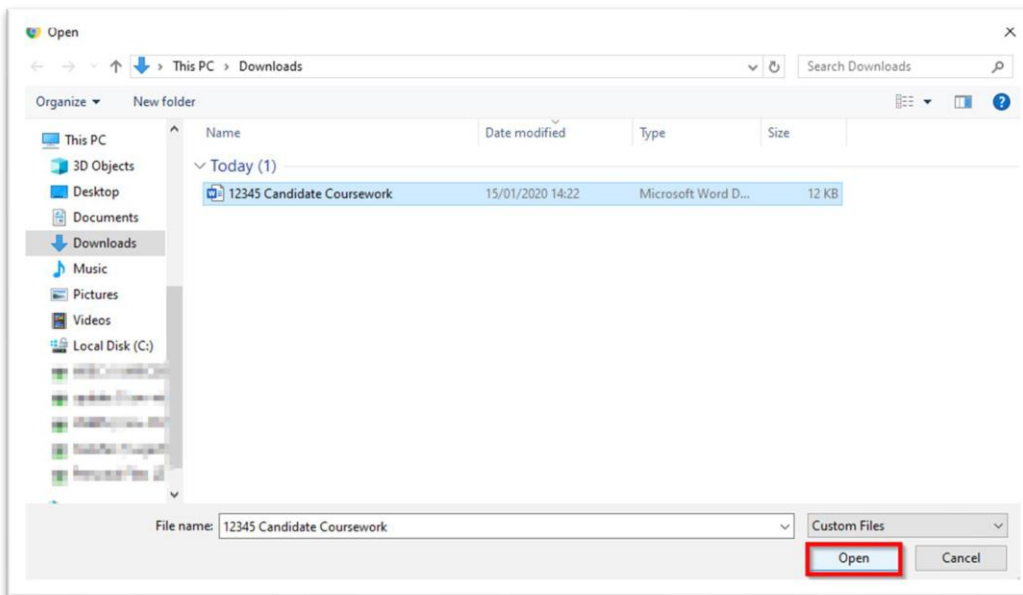 Open
This PC > Downloads
Search Downloads
Organize
New folder
Name
Date modified
Type
Size
Today (1)
12345 Candidate Coursework
15/01/2020 14:22
Microsoft Word D...
12 KB
This PC
3D Objects
Desktop
Documents
Downloads
Music
Pictures
Videos
Local Disk (C:)
File name:
12345 Candidate Coursework
Custom Files
Open
Cancel